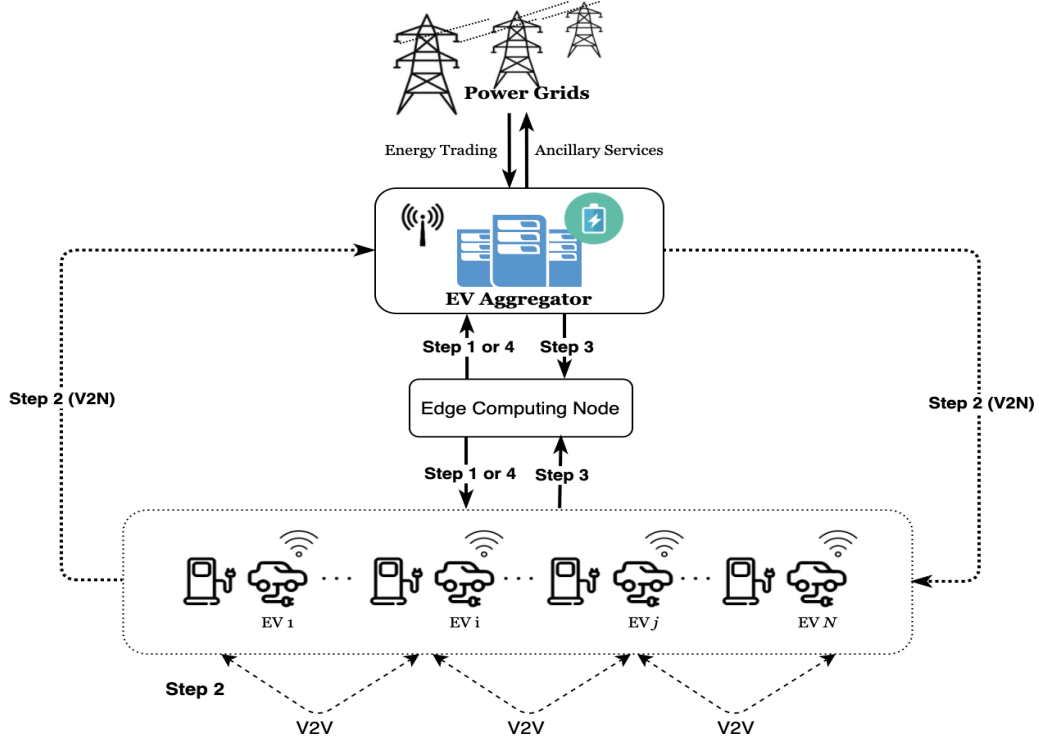 Power Grids
Energy Trading
Ancillary Services
EV Aggregator
Step 1 or 4
Step 3
Step 2 (V2N)
Edge Computing Node
Step 2 (V2N)
Step 1 or 4
Step 3
EV 1
EV i
EV j
EV N
Step 2
V2V
V2V
V2V